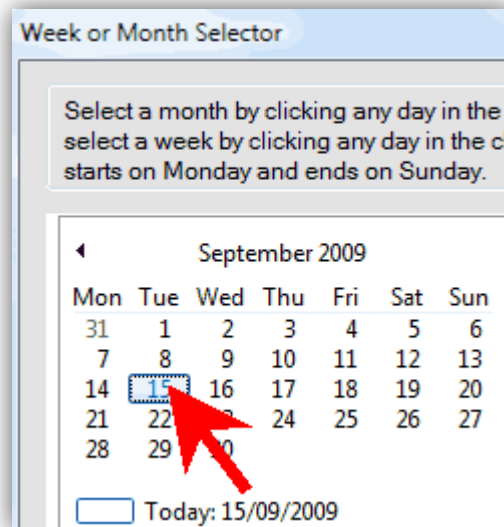 Week or Month Selector
Select a month by clicking any day in the
select a week by clicking any day in the
starts on Monday and ends on Sunday.
September 2009
Mon Tue Wed Thu Fri Sat Sun
31 1 2 3 4 5 6
7 8 9 10 11 12 13
14 15 16 17 18 19 20
21 22 24 25 26 27
28 29
Today: 15/09/2009